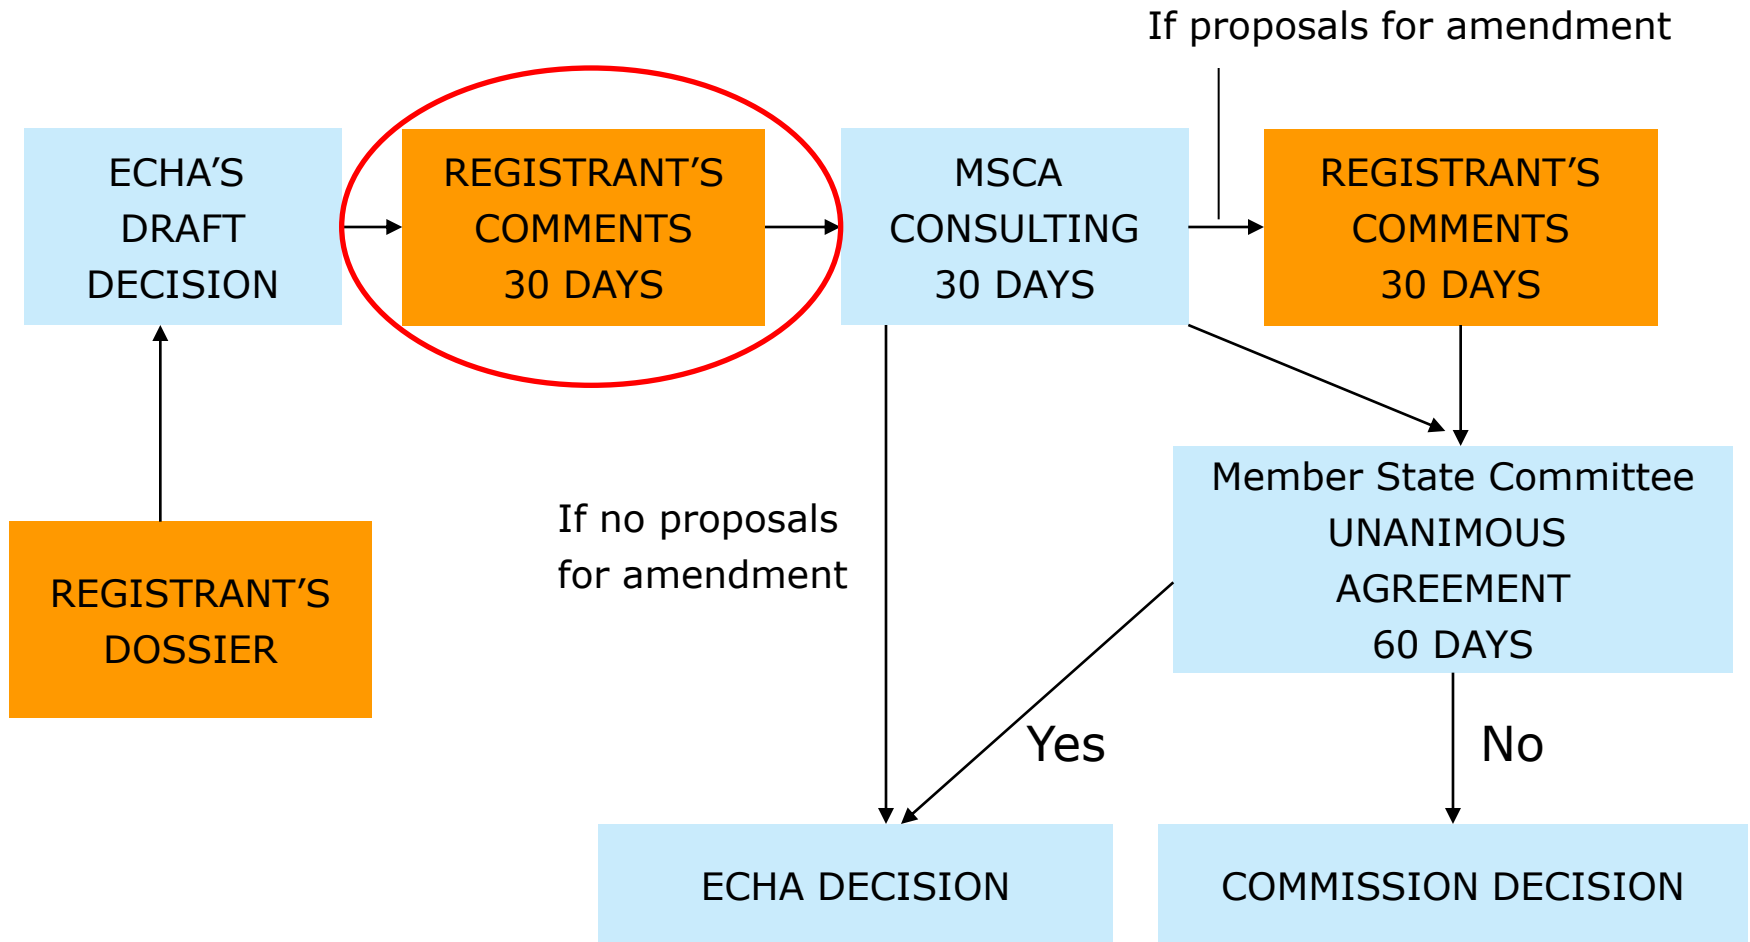 If proposals for amendment
ECHA’S
DRAFT
DECISION
REGISTRANT’S
COMMENTS
30 DAYS
MSCA
CONSULTING
30 DAYS
REGISTRANT’S
COMMENTS
30 DAYS
Member State Committee
UNANIMOUS
AGREEMENT
60 DAYS
If no proposals
for amendment
REGISTRANT’S
DOSSIER
Yes
No
ECHA DECISION
COMMISSION DECISION